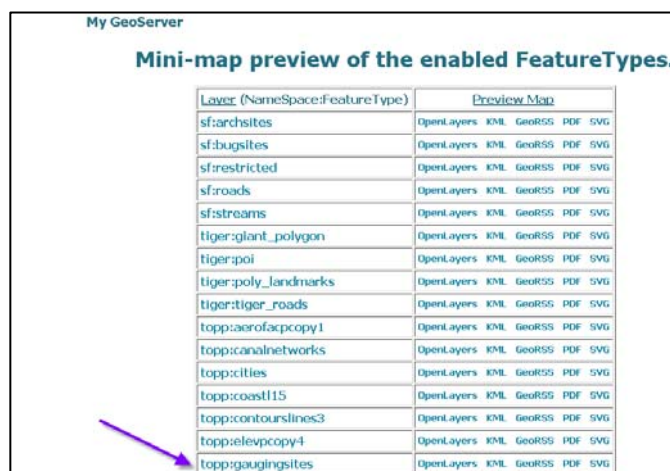 My GeoServer
Mini-map preview of the enabled FeatureTypes.
Layer (NameSpace:FeatureType) Preview Map
sf:archsites OpenLayers KML GeoRSS PDF SVG
sf:bugsites OpenLayers KML GeoRSS PDF SVG
sf:restricted OpenLayers KML GeoRSS PDF SVG
sf:roads OpenLayers KML GeoRSS PDF SVG
sf:streams OpenLayers KML GeoRSS PDF SVG
tiger:giant_polygon OpenLayers KML GeoRSS PDF SVG
tiger:poi OpenLayers KML GeoRSS PDF SVG
tiger:poly_landmarks OpenLayers KML GeoRSS PDF SVG
tiger:tiger_roads OpenLayers KML GeoRSS PDF SVG
topp:aerofacpcopy1 OpenLayers KML GeoRSS PDF SVG
topp:canalnetworks OpenLayers KML GeoRSS PDF SVG
topp:cities OpenLayers KML GeoRSS PDF SVG
topp:coastl15 OpenLayers KML GeoRSS PDF SVG
topp:contourslines3 OpenLayers KML GeoRSS PDF SVG
topp:elevpcopy4 OpenLayers KML GeoRSS PDF SVG
topp:gaugingsites OpenLayers KML GeoRSS PDF SVG